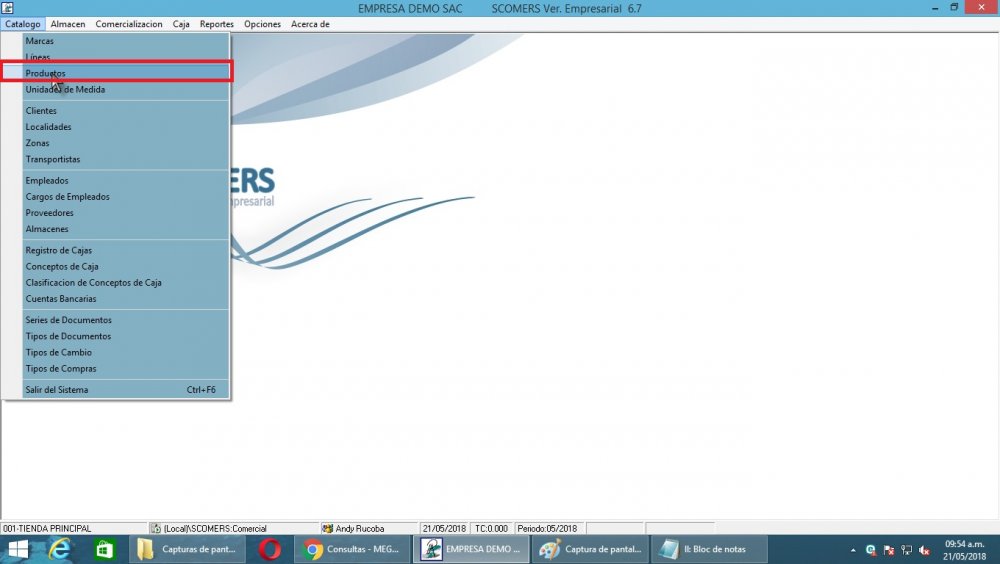 EMPRESA DEMO SAC SCOMERS Ver. Empresarial 6.7
Catalogo Almacen Comercializacion Caja Reportes Opciones Acerca de
Marcas
Líneas
Productos
Unidades de Medida
Clientes
Localidades
Zonas
Transportistas
Empleados
Cargos de Empleados
Proveedores
Almacenes
Registro de Cajas
Conceptos de Caja
Clasificacion de Conceptos de Caja
Cuentas Bancarias
Series de Documentos
Tipos de Documentos
Tipos de Cambio
Tipos de Compras
Salir del Sistema Ctrl+F6
ERS
presarial
001-TIENDA PRINCIPAL (Local)\SCOMERS:Comercial Andy Rucoba 21/05/2018 TC:0.000 Periodo:05/2018
Capturas de pant... Consultas - MEG... EMPRESA DEMO ... Captura de pantal... II: Bloc de notas
09:54 a.m.
21/05/2018